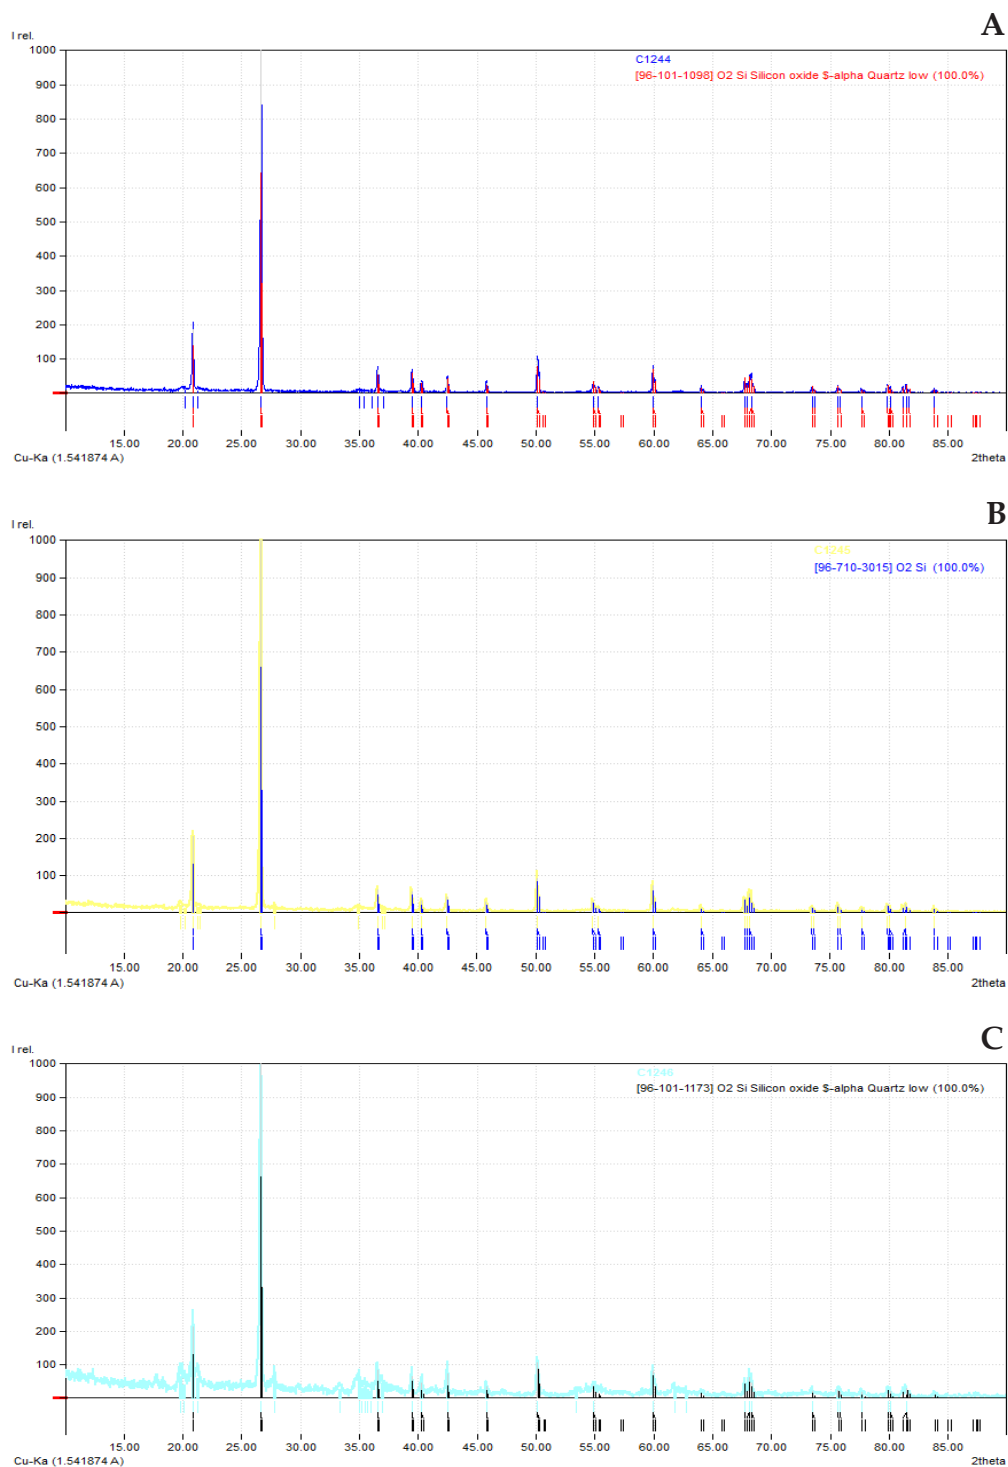 A
I rel.
1000
C1244
[96-101-1098] O2 Si Silicon oxide $-alpha Quartz low (100.0%)
900
800
700
600
500
400
300
200
100
15.00 20.00 25.00 30.00 35.00 40.00 45.00 50.00 55.00 60.00 65.00 70.00 75.00 80.00 85.00
Cu-Ka (1.541874 A) 2theta
B
I rel.
1000
C1245
[96-710-3015] O2 Si (100.0%)
900
800
700
600
500
400
300
200
100
15.00 20.00 25.00 30.00 35.00 40.00 45.00 50.00 55.00 60.00 65.00 70.00 75.00 80.00 85.00
Cu-Ka (1.541874 A) 2theta
C
I rel.
1000
C1246
[96-101-1173] O2 Si Silicon oxide $-alpha Quartz low (100.0%)
900
800
700
600
500
400
300
200
100
15.00 20.00 25.00 30.00 35.00 40.00 45.00 50.00 55.00 60.00 65.00 70.00 75.00 80.00 85.00
Cu-Ka (1.541874 A) 2theta